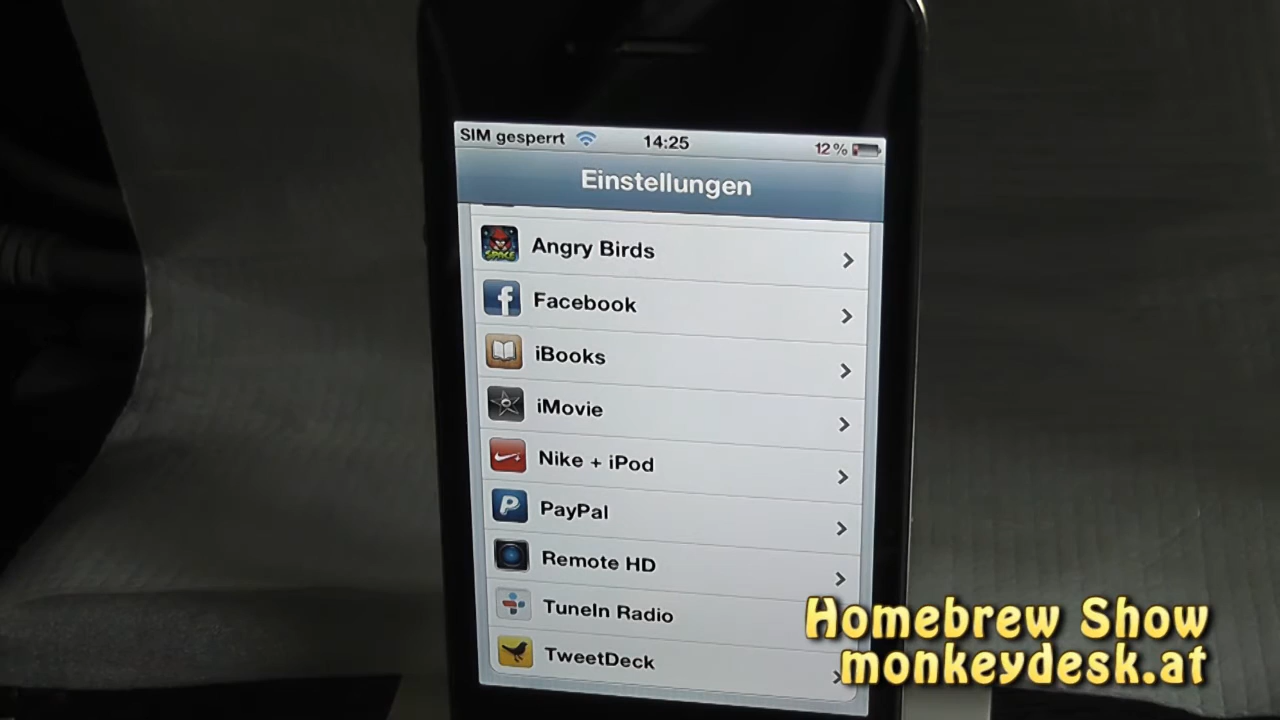 SIM gesperrt 14:25 12 %
Einstellungen
Angry Birds
Facebook
iBooks
iMovie
Nike + iPod
PayPal
Remote HD
TuneIn Radio
TweetDeck
Homebrew Show
monkeydesk.at